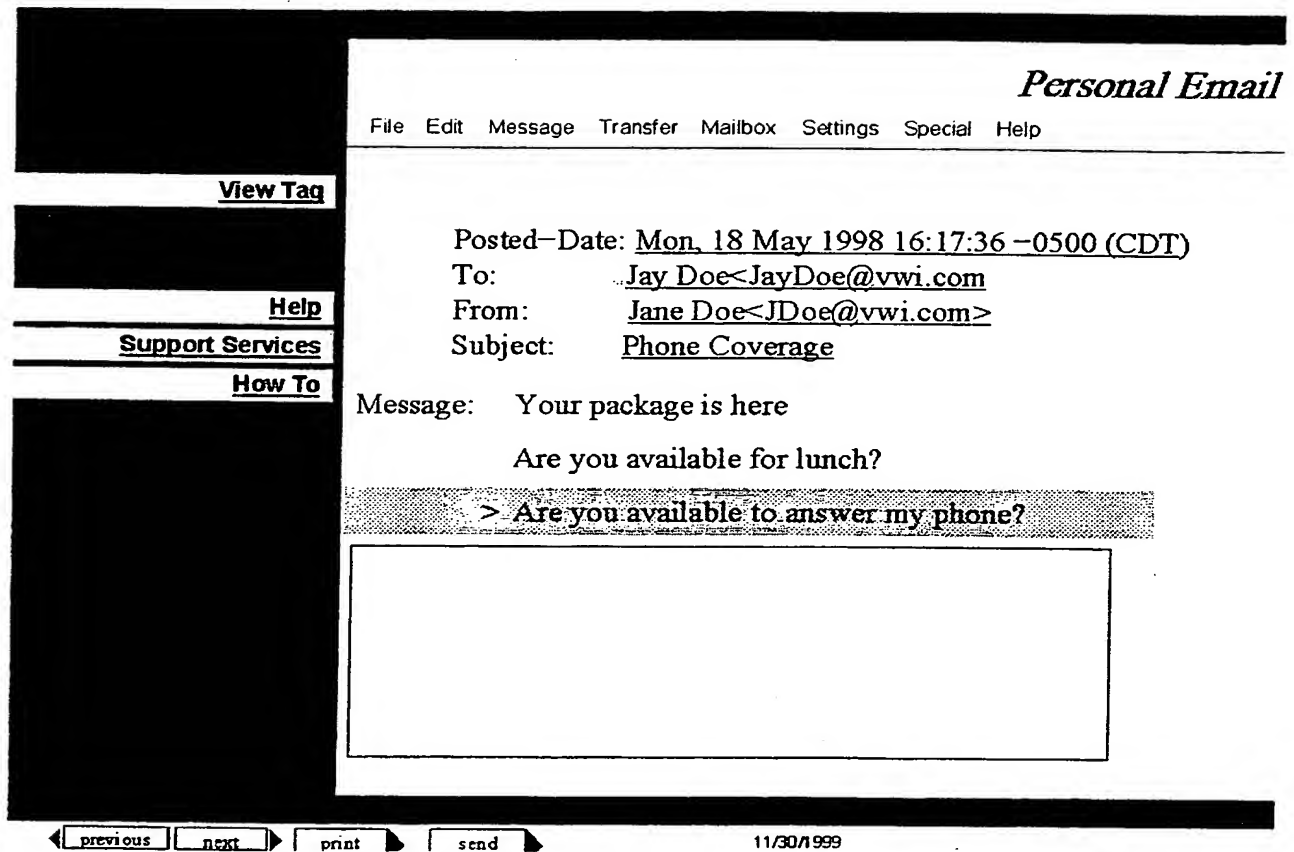 Personal Email
File Edit Message Transfer Mailbox Settings Special Help
View Tag
Help
Support Services
How To
Posted-Date: Mon, 18 May 1998 16:17:36 -0500 (CDT)
To: Jay Doe<JayDoe@vwi.com
From: Jane Doe<JDoe@vwi.com>
Subject: Phone Coverage
Message: Your package is here
Are you available for lunch?
> Are you available to answer my phone?
previous next print send 11/30/1999